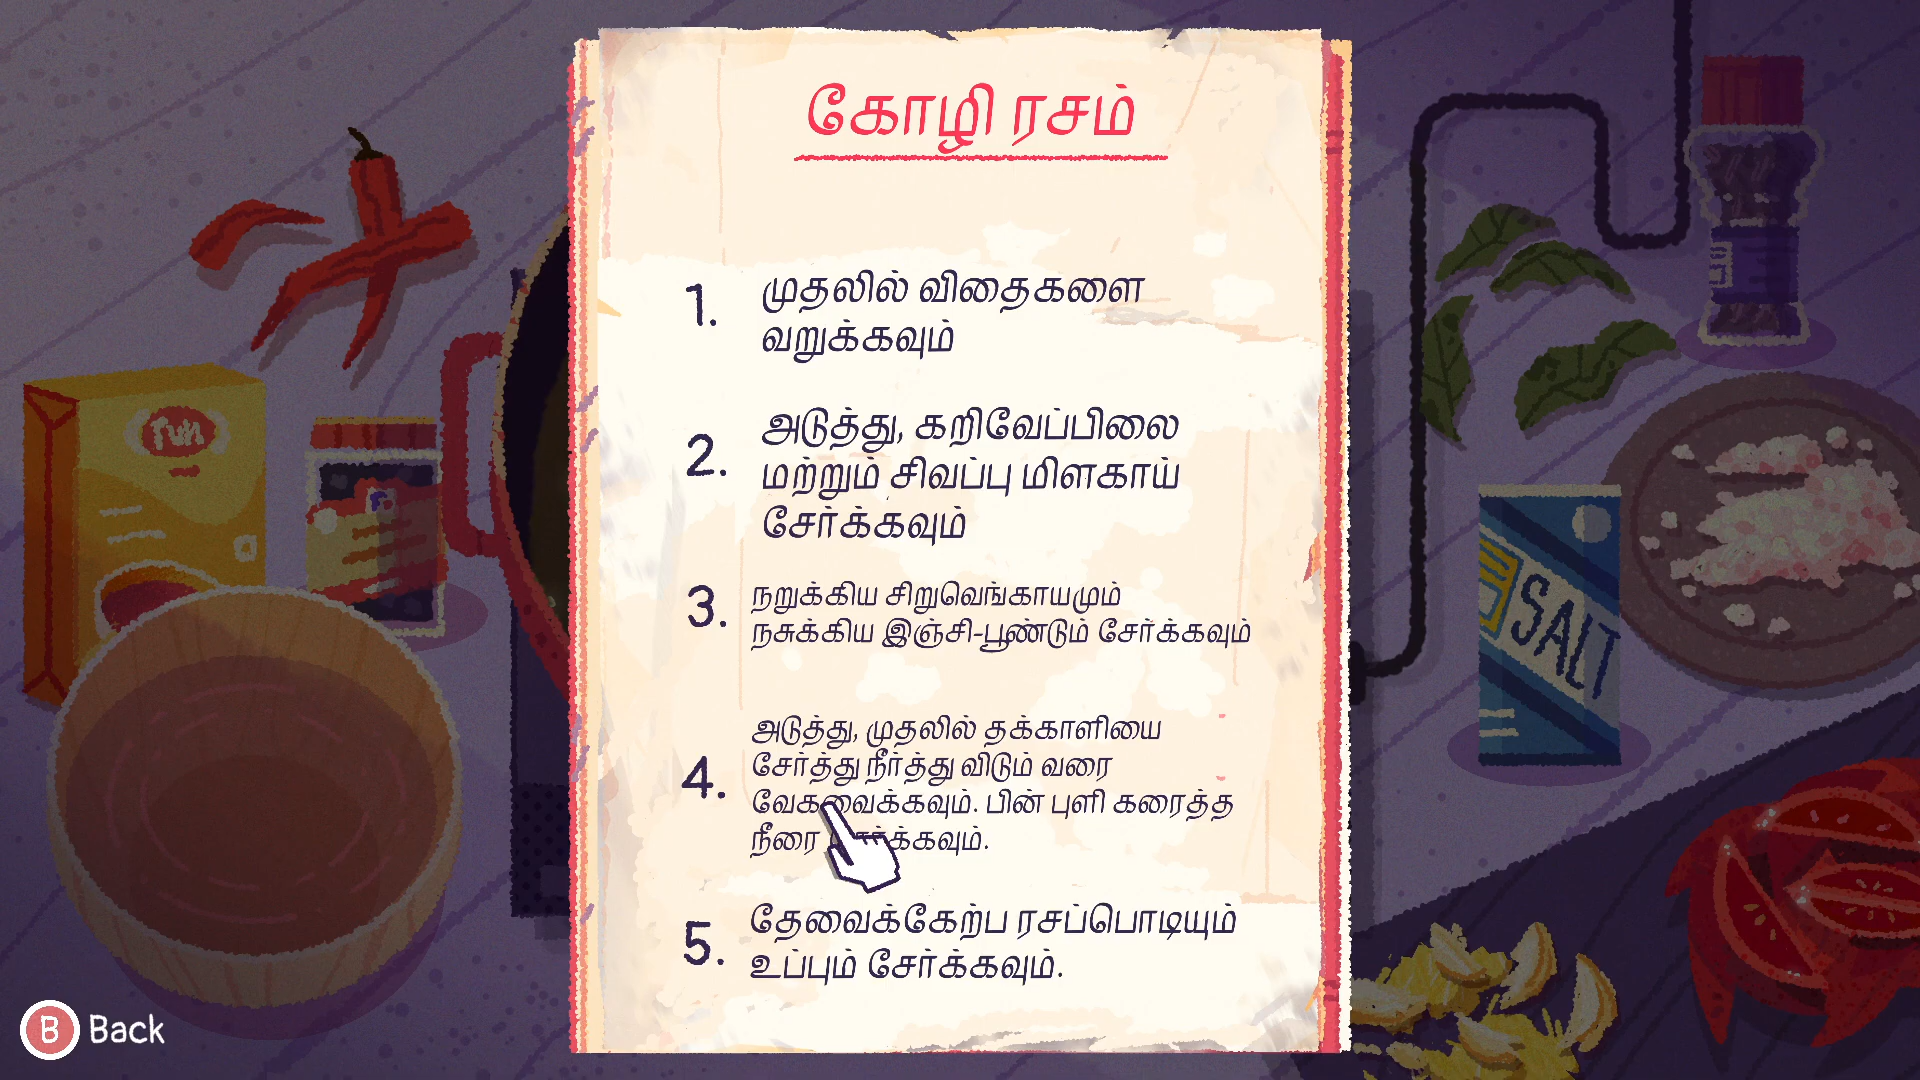 கோழி ரசம்
1. முதலில் விதைகளை
வறுக்கவும்
2. அடுத்து, கறிவேப்பிலை
மற்றும் சிவப்பு மிளகாய்
சேர்க்கவும்
3. நறுக்கிய சிறுவெங்காயமும்
நசுக்கிய இஞ்சி-பூண்டும் சேர்க்கவும்
4. அடுத்து, முதலில் தக்காளியை
சேர்த்து நீர்த்து விடும் வரை
வேகவைக்கவும். பின் புளி கரைத்த
நீரை
5. தேவைக்கேற்ப ரசப்பொடியும்
உப்பும் சேர்க்கவும்.
SALT
B Back